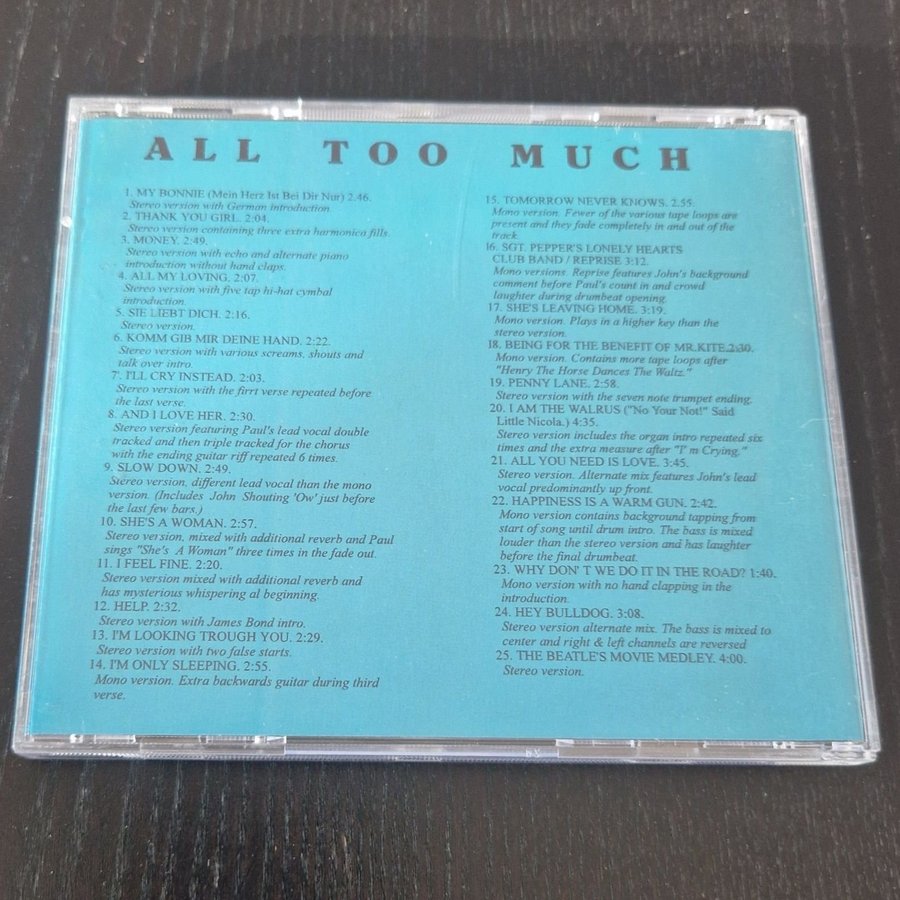 ALL TOO MUCH
1. MY BONNIE (Mein Herz Ist Bei Dir Nur) 2.46.
Stereo version with German introduction.
2. THANK YOU GIRL. 2:04.
Stereo version containing three extra harmonica fills.
3. MONEY. 2:49.
Stereo version with echo and alternate piano
introduction without hand claps.
4. ALL MY LOVING. 2:07.
Stereo version with five tap hi-hat cymbal
introduction.
5. SIE LIEBT DICH. 2:16.
Stereo version.
6. KOMM GIB MIR DEINE HAND. 2:22.
Stereo version with various screams, shouts and
talk over intro.
7. I'LL CRY INSTEAD. 2:03.
Stereo version with the firrt verse repeated before
the last verse.
8. AND I LOVE HER. 2:30.
Stereo version featuring Paul's lead vocal double
tracked and then triple tracked for the chorus
with the ending guitar riff repeated 6 times.
9. SLOW DOWN. 2:49.
Stereo version, different lead vocal than the mono
version. (Includes John Shouting 'Ow' just before
the last few bars.)
10. SHE'S A WOMAN. 2:57.
Stereo version, mixed with additional reverb and Paul
sings "She's A Woman" three times in the fade out.
11. I FEEL FINE. 2:20.
Stereo version mixed with additional reverb and
has mysterious whispering al beginning.
12. HELP. 2:32.
Stereo version with James Bond intro.
13. I'M LOOKING TROUGH YOU. 2:29.
Stereo version with two false starts.
14. I'M ONLY SLEEPING. 2:55.
Mono version. Extra backwards guitar during third
verse.
15. TOMORROW NEVER KNOWS. 2:55.
Mono version. Fewer of the various tape loops are
present and they fade completely in and out of the
track.
16. SGT. PEPPER'S LONELY HEARTS
CLUB BAND / REPRISE 3:12.
Mono versions. Reprise features John's background
comment before Paul's count in and crowd
laughter during drumbeat opening.
17. SHE'S LEAVING HOME. 3:19.
Mono version. Plays in a higher key than the
stereo version.
18. BEING FOR THE BENEFIT OF MR.KITE.2:30.
Mono version. Contains more tape loops after
"Henry The Horse Dances The Waltz."
19. PENNY LANE. 2:58.
Stereo version with the seven note trumpet ending.
20. I AM THE WALRUS ("No Your Not!" Said
Little Nicola.) 4:35.
Stereo version includes the organ intro repeated six
times and the extra measure after "I' m Crying."
21. ALL YOU NEED IS LOVE. 3:45.
Stereo version. Alternate mix features John's lead
vocal predominantly up front.
22. HAPPINESS IS A WARM GUN. 2:42.
Mono version contains background tapping from
start of song until drum intro. The bass is mixed
louder than the stereo version and has laughter
before the final drumbeat.
23. WHY DON' T WE DO IT IN THE ROAD? 1:40.
Mono version with no hand clapping in the
introduction.
24. HEY BULLDOG. 3:08.
Stereo version alternate mix. The bass is mixed to
center and right & left channels are reversed
25. THE BEATLE'S MOVIE MEDLEY. 4:00.
Stereo version.